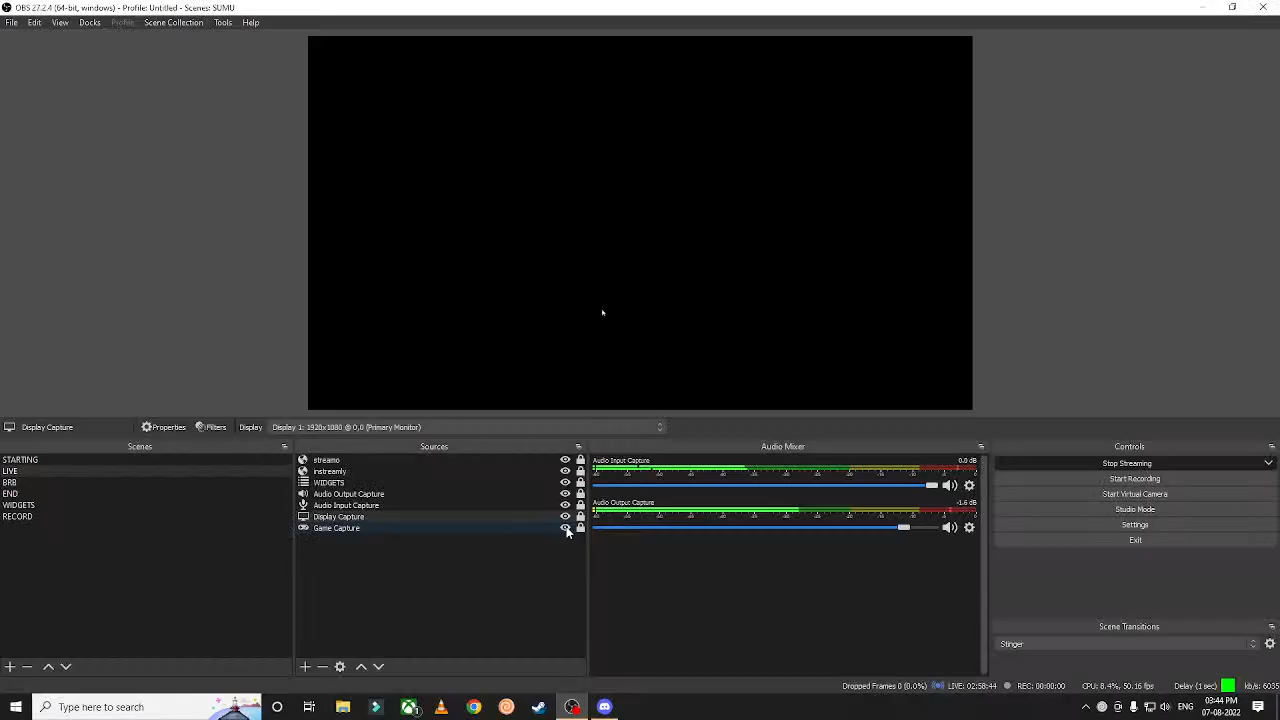 OBS 27.2.4 (64-bit, windows) - Profile: Untitled - Scenes: SUMU
File Edit View Docks Profile Scene Collection Tools Help
Display Capture Properties Filters Display Display 1: 1920x1080 @ 0,0 (Primary Monitor)
Scenes
STARTING
LIVE
BRB
END
WIDGETS
RECORD
Sources
streamo
instreamly
WIDGETS
Audio Output Capture
Audio Input Capture
Display Capture
Game Capture
Audio Mixer
Audio Input Capture 0.0 dB
Audio Output Capture -1.6 dB
Controls
Stop Streaming
Start Recording
Start Virtual Camera
Studio Mode
Settings
Exit
Scene Transitions
Stinger
Dropped Frames 0 (0.0%) LIVE: 02:58:44 REC: 00:00:00 CPU: 8.4%, 50.16 fps Delay (1 sec) kb/s: 6095
Type here to search
ENG
03:44 PM
07-08-2022